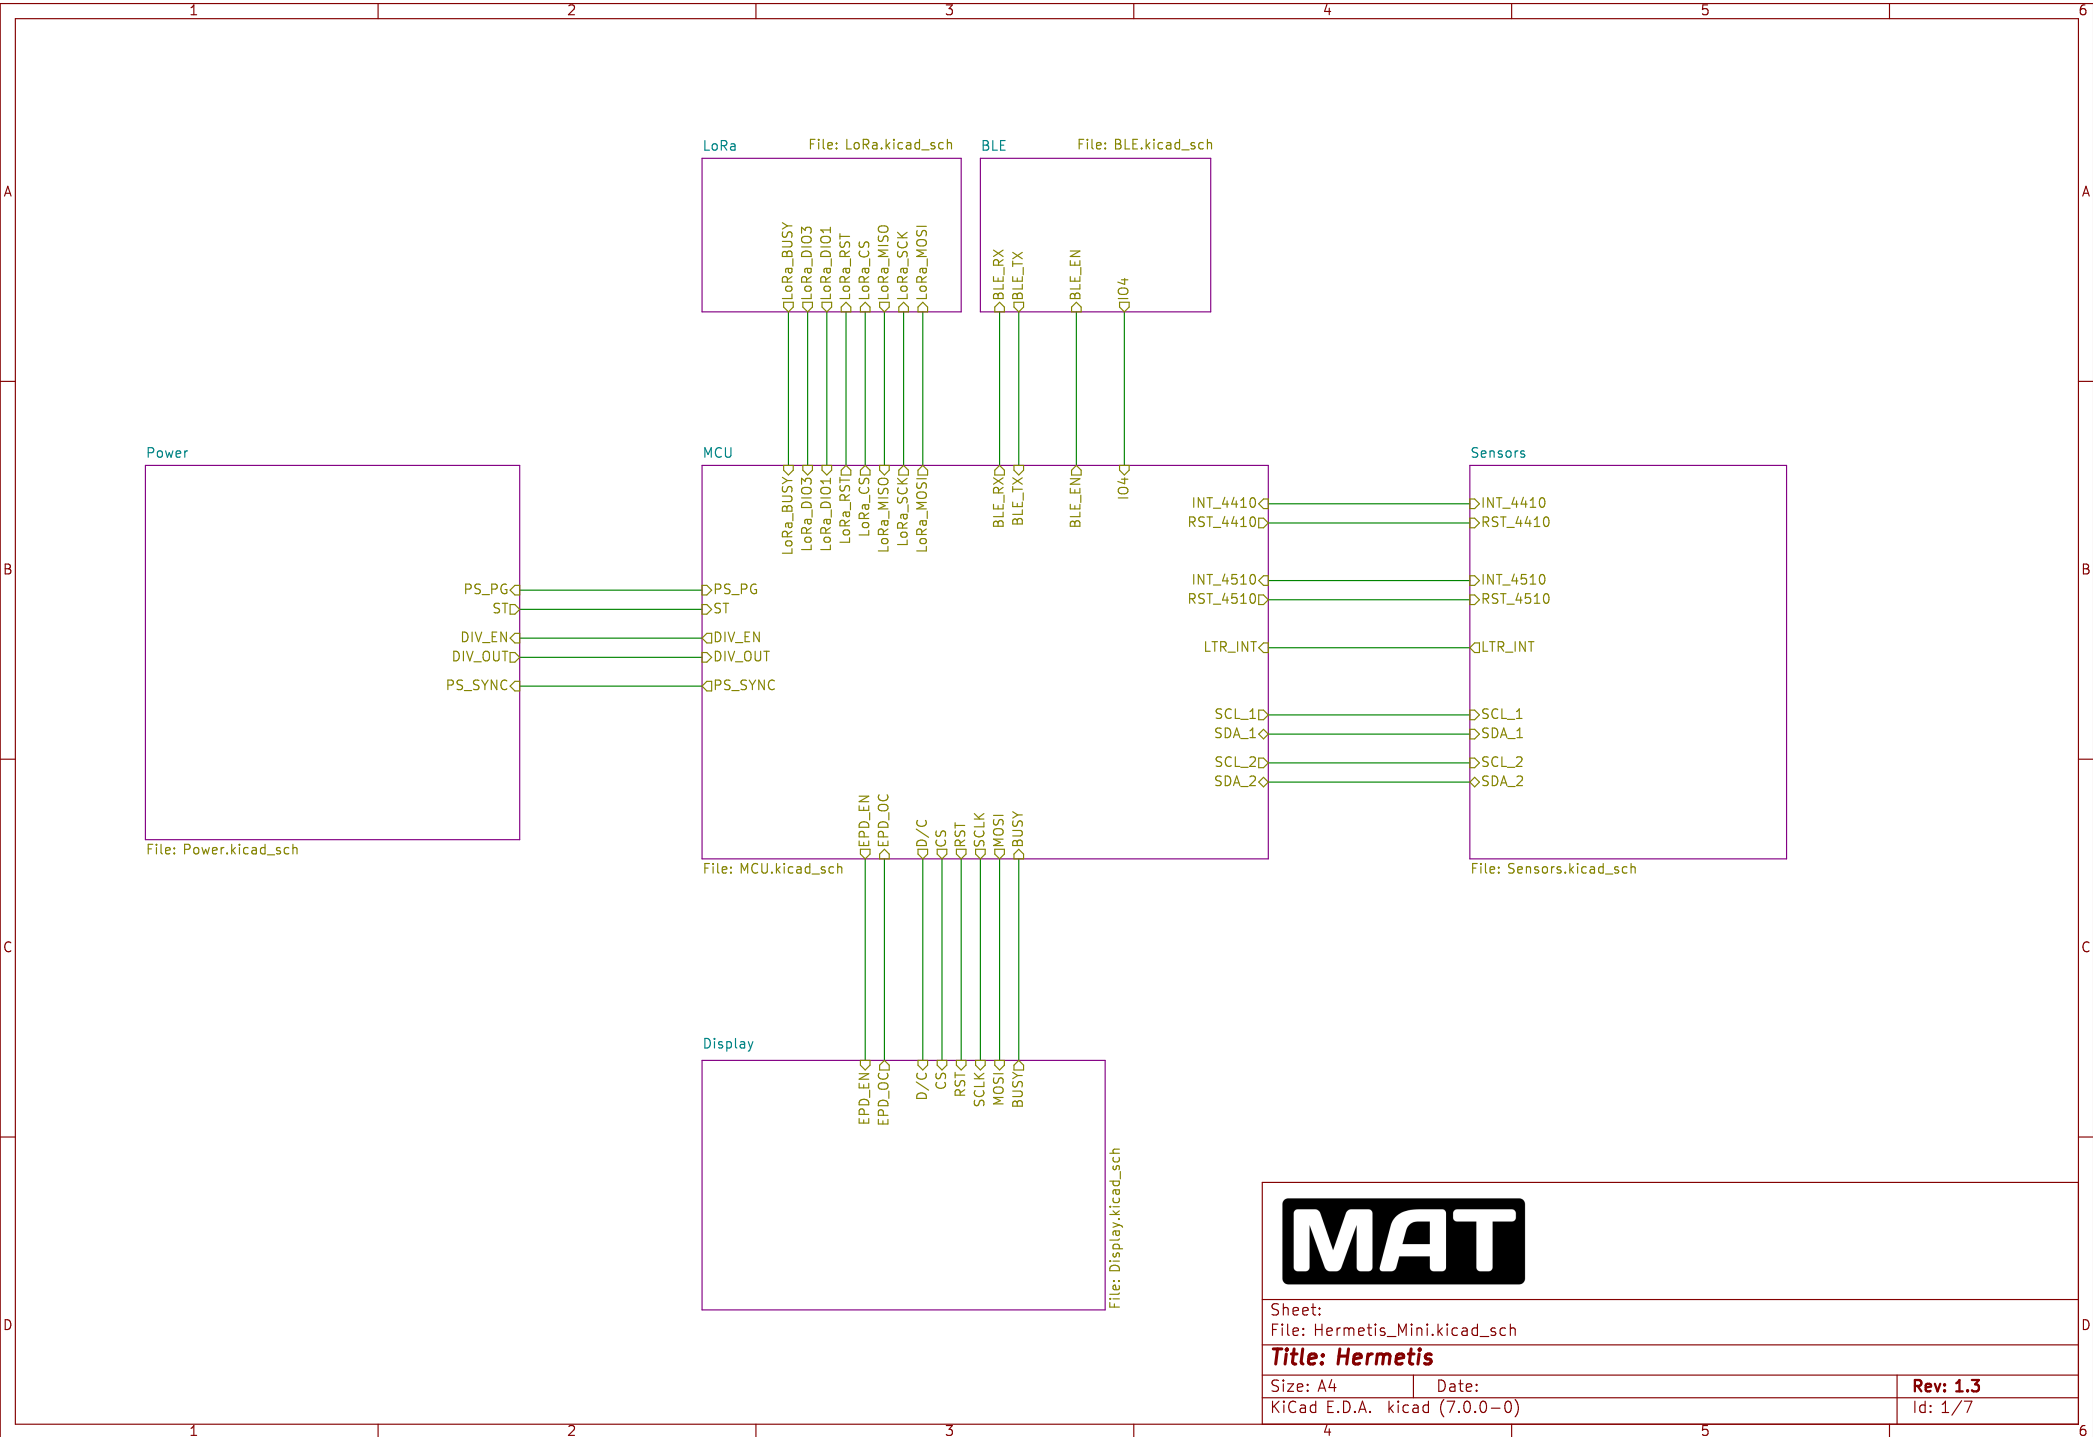 1 2 3 4 5 6
LoRa File: LoRa.kicad_sch BLE File: BLE.kicad_sch
A A
LoRa_BUSY
LoRa_DIO3
LoRa_DIO1
LoRa_RST
LoRa_CS
LoRa_MISO
LoRa_SCK
LoRa_MOSI
BLE_RX
BLE_TX
BLE_EN
IO4
Power
PS_PG
ST
DIV_EN
DIV_OUT
PS_SYNC
File: Power.kicad_sch
MCU
LoRa_BUSY
LoRa_DIO3
LoRa_DIO1
LoRa_RST
LoRa_CS
LoRa_MISO
LoRa_SCK
LoRa_MOSI
BLE_RX
BLE_TX
BLE_EN
IO4
B B
PS_PG
ST
DIV_EN
DIV_OUT
PS_SYNC
INT_4410
RST_4410
INT_4510
RST_4510
LTR_INT
SCL_1
SDA_1
SCL_2
SDA_2
EPD_EN
EPD_OC
D/C
CS
RST
SCLK
MOSI
BUSY
File: MCU.kicad_sch
Sensors
INT_4410
RST_4410
INT_4510
RST_4510
LTR_INT
SCL_1
SDA_1
SCL_2
SDA_2
File: Sensors.kicad_sch
C C
Display
EPD_EN
EPD_OC
D/C
CS
RST
SCLK
MOSI
BUSY
File: Display.kicad_sch
D D
MAT
Sheet:
File: Hermetis_Mini.kicad_sch
Title: Hermetis
Size: A4 Date: Rev: 1.3
KiCad E.D.A. kicad (7.0.0-0) Id: 1/7
1 2 3 4 5 6